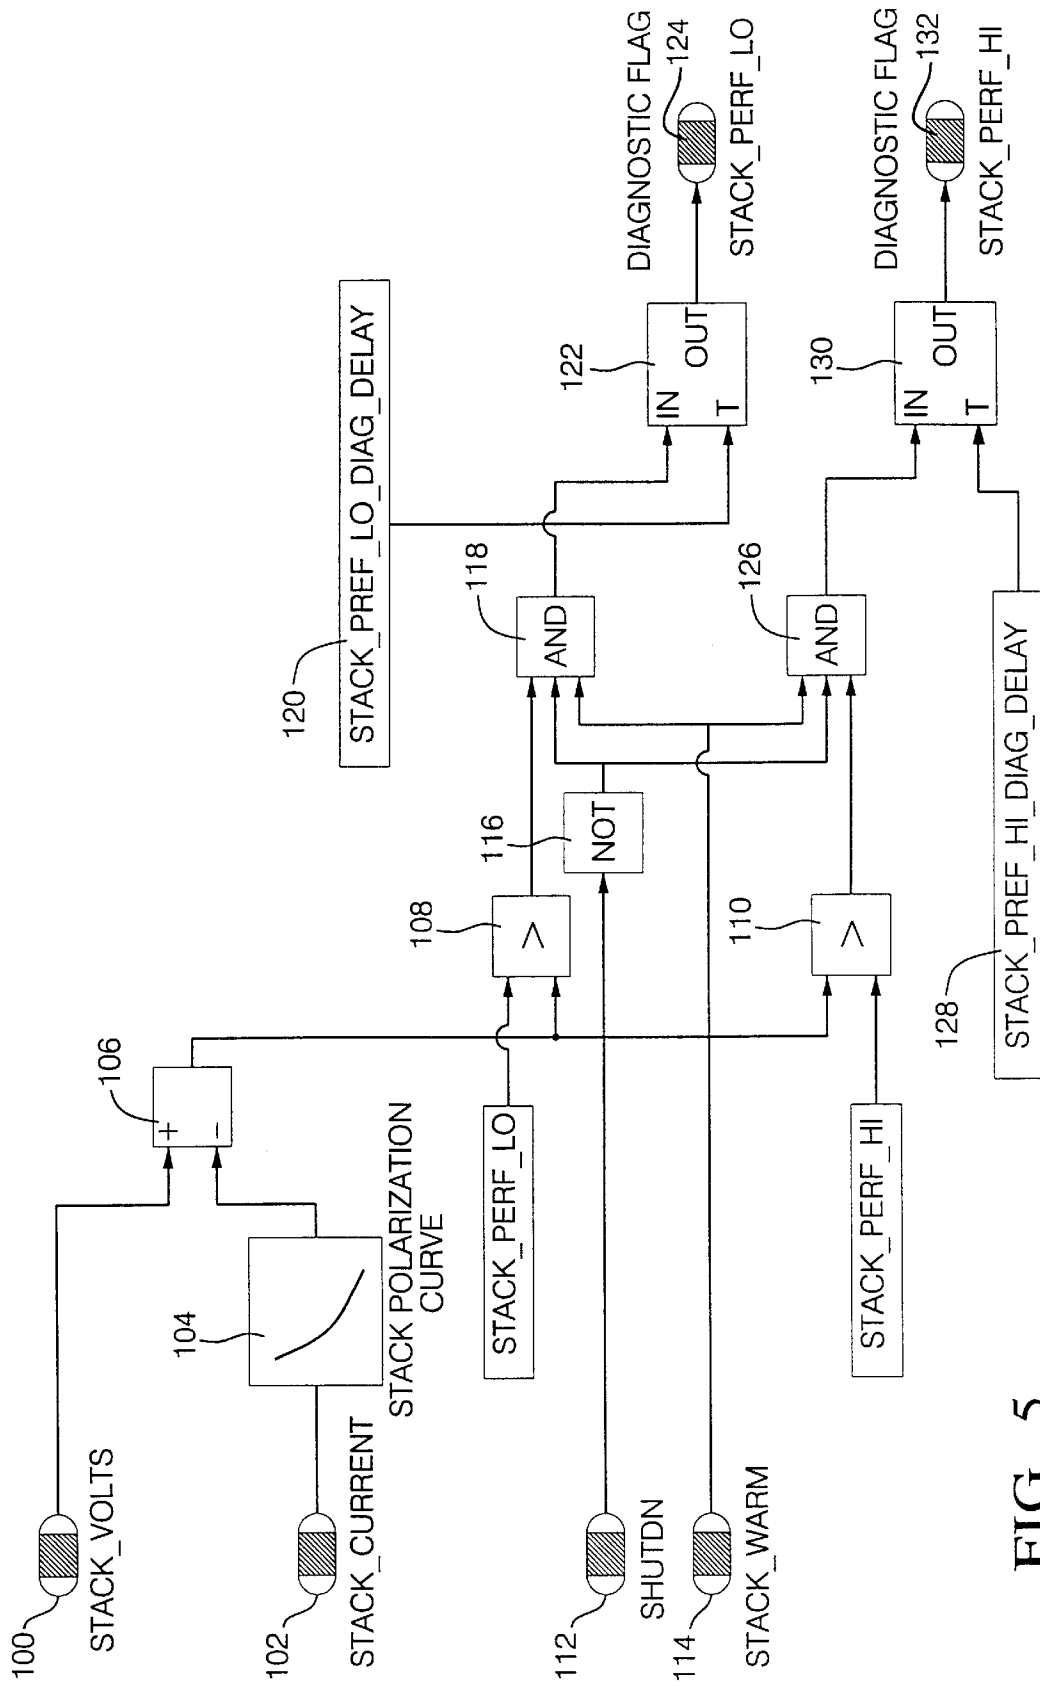 100
STACK_VOLTS
102
STACK_CURRENT
104
STACK POLARIZATION
CURVE
106
+
−
STACK_PERF_LO
108
>
112
SHUTDN
116
NOT
114
STACK_WARM
STACK_PERF_HI
110
>
118
AND
126
AND
120
STACK_PREF_LO_DIAG_DELAY
128
STACK_PREF_HI_DIAG_DELAY
122
IN
T
OUT
130
IN
T
OUT
DIAGNOSTIC FLAG
124
STACK_PERF_LO
DIAGNOSTIC FLAG
132
STACK_PERF_HI
FIG. 5